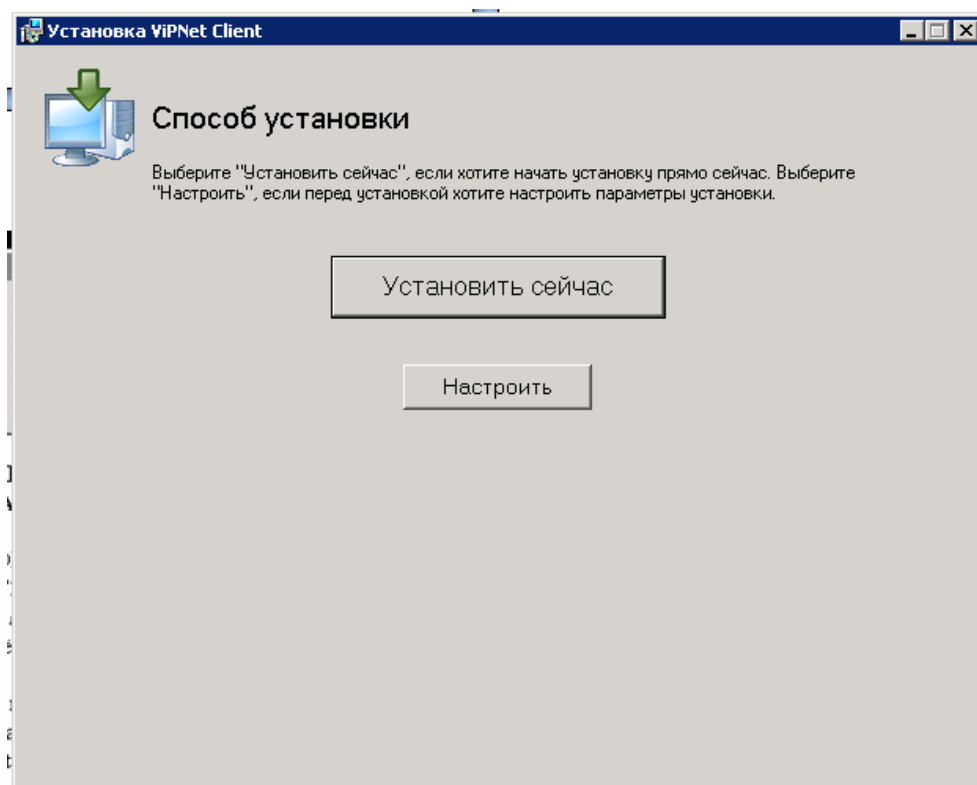 Установка ViPNet Client
Способ установки
Выберите "Установить сейчас", если хотите начать установку прямо сейчас. Выберите
"Настроить", если перед установкой хотите настроить параметры установки.
Установить сейчас
Настроить